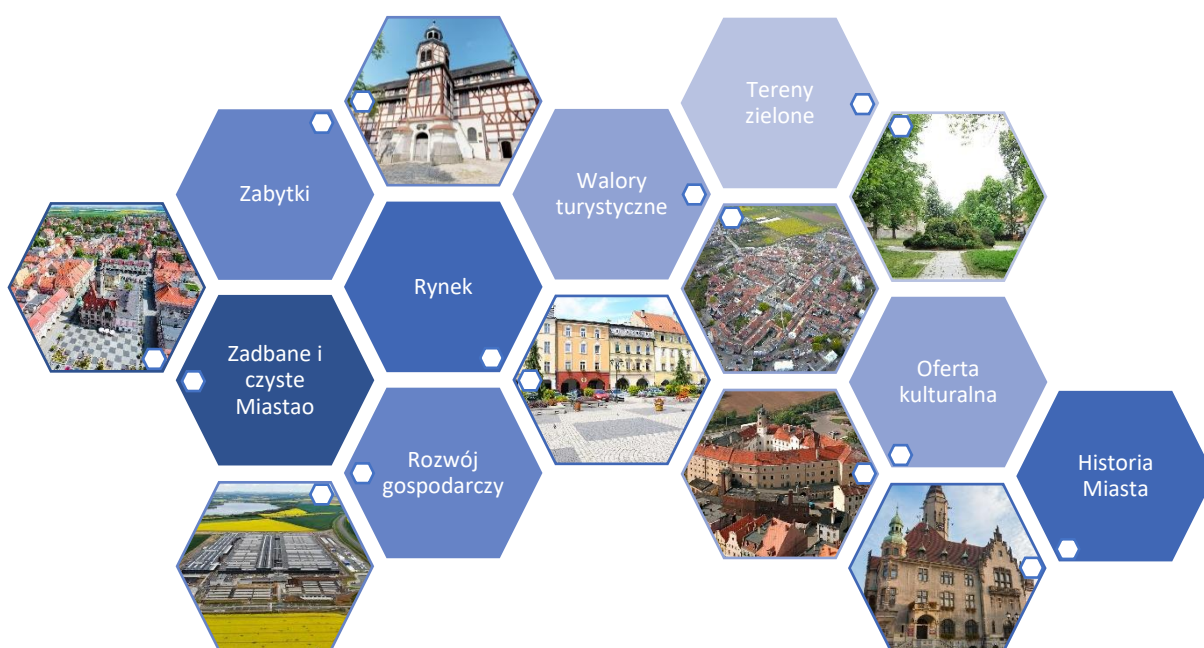 Tereny
zielone
Zabytki
Walory
turystyczne
Rynek
Zadbane i
czyste
Miastao
Oferta
kulturalna
Rozwój
gospodarczy
Historia
Miasta